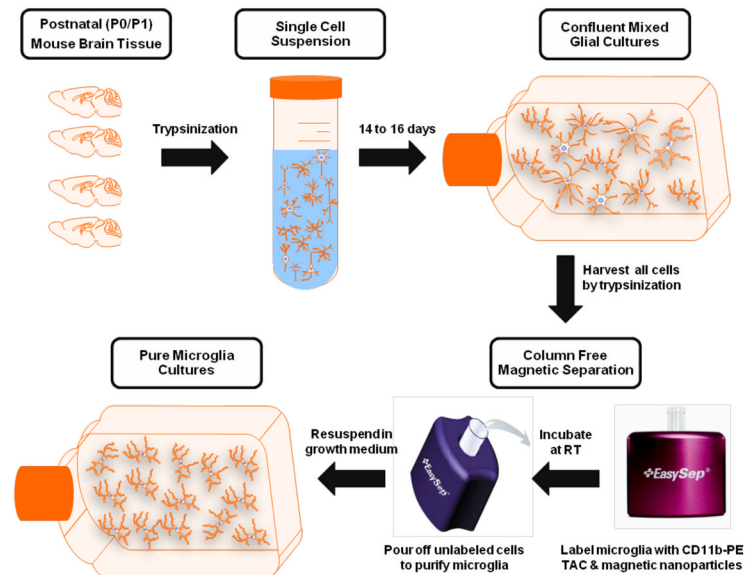 Postnatal (P0/P1)
Mouse Brain Tissue
Single Cell
Suspension
Confluent Mixed
Glial Cultures
Trypsinization
14 to 16 days
Harvest all cells
by trypsinization
Pure Microglia
Cultures
Column Free
Magnetic Separation
Resuspend in
growth medium
EasySep™
Incubate
at RT
EasySep®
Pour off unlabeled cells
to purify microglia
Label microglia with CD11b-PE
TAC & magnetic nanoparticles